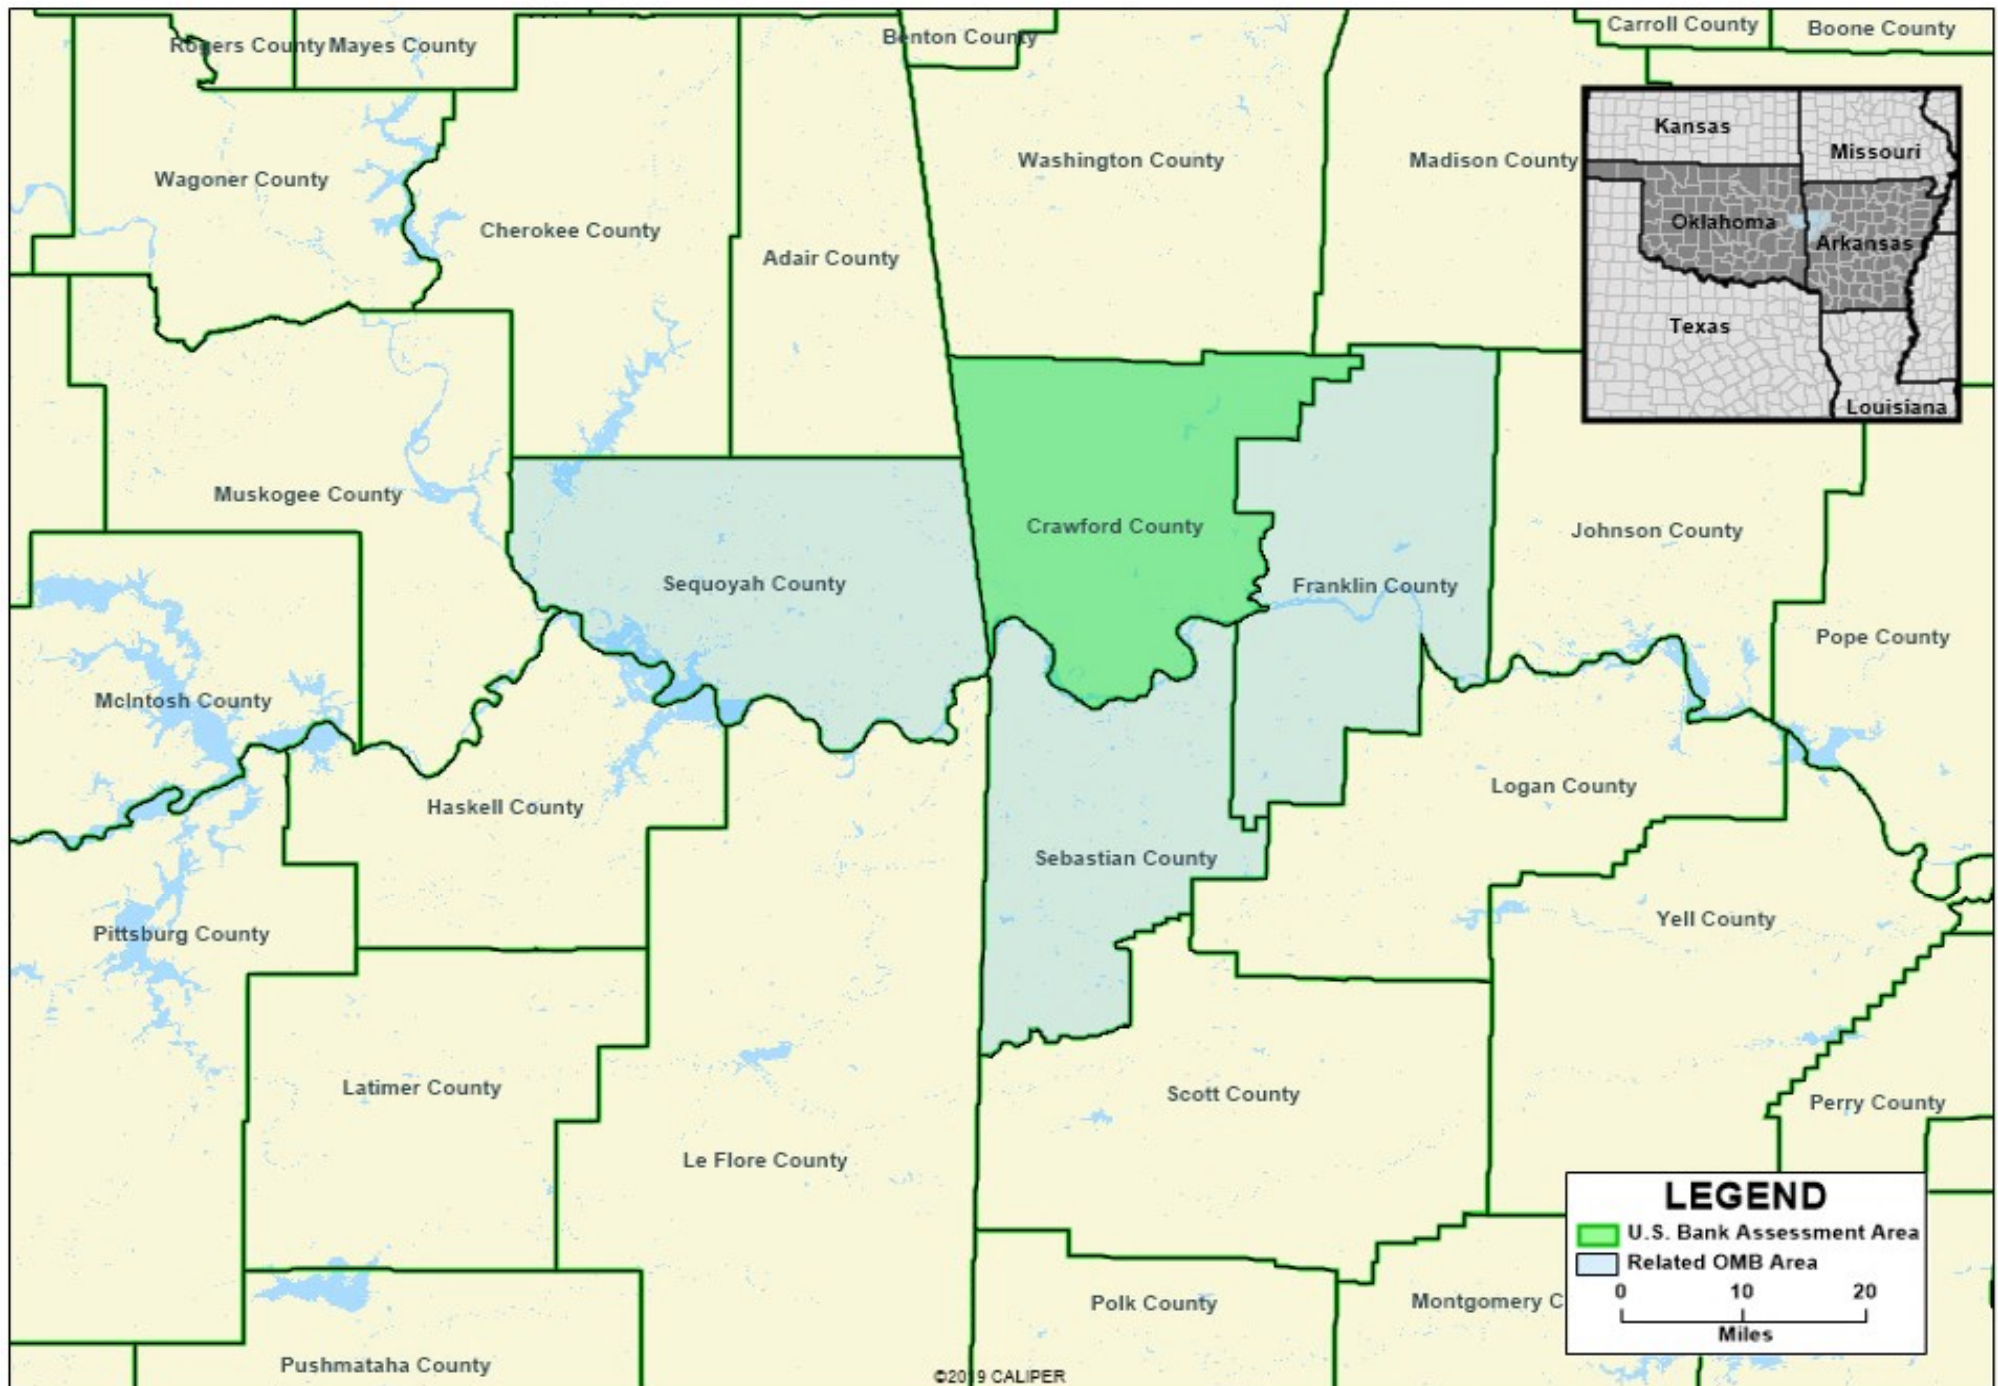 Carroll County
Boone County
Benton County
Rogers County
Mayes County
Kansas
Missouri
Washington County
Madison County
Wagoner County
Oklahoma
Cherokee County
Arkansas
Adair County
Texas
Louisiana
Muskogee County
Crawford County
Johnson County
Sequoyah County
Franklin County
Pope County
McIntosh County
Logan County
Haskell County
Sebastian County
Yell County
Pittsburg County
Latimer County
Scott County
Perry County
Le Flore County
LEGEND
U.S. Bank Assessment Area
Related OMB Area
0 10 20
Miles
Polk County
Montgomery C
Pushmataha County
©2019 CALIPER